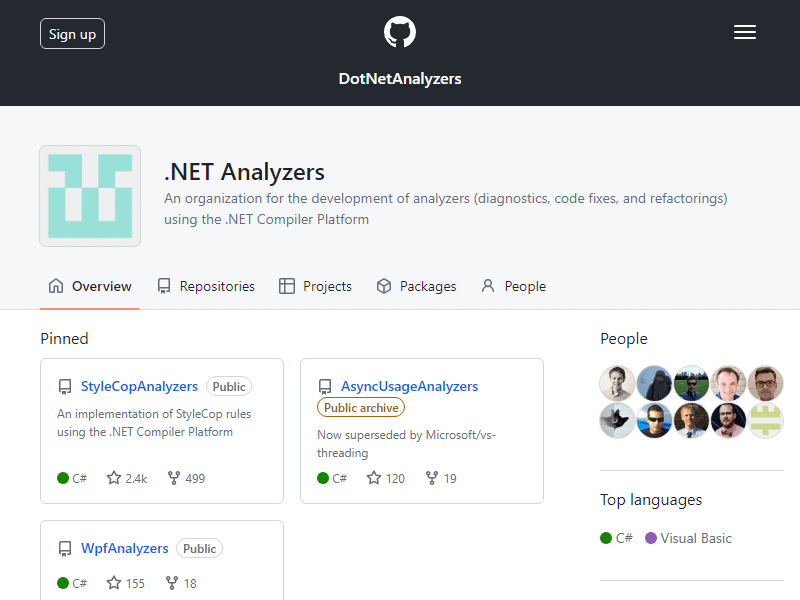 Sign up
DotNetAnalyzers
.NET Analyzers
An organization for the development of analyzers (diagnostics, code fixes, and refactorings)
using the .NET Compiler Platform
Overview
Repositories
Projects
Packages
People
Pinned
StyleCopAnalyzers Public
An implementation of StyleCop rules
using the .NET Compiler Platform
C# 2.4k 499
AsyncUsageAnalyzers
Public archive
Now superseded by Microsoft/vs-
threading
C# 120 19
WpfAnalyzers Public
C# 155 18
People
Top languages
C# Visual Basic